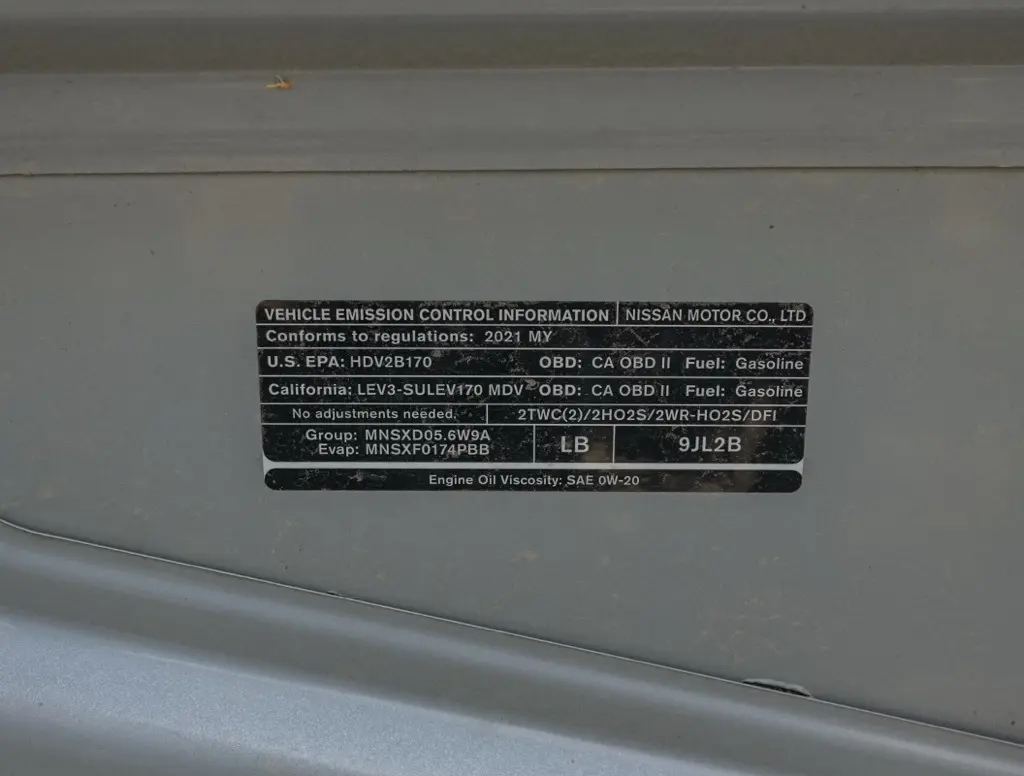 VEHICLE EMISSION CONTROL INFORMATION NISSAN MOTOR CO., LTD
Conforms to regulations: 2021 MY
U.S. EPA: HDV2B170 OBD: CA OBD II Fuel: Gasoline
California: LEV3-SULEV170 MDV OBD: CA OBD II Fuel: Gasoline
No adjustments needed. 2TWC(2)/2HO2S/2WR-HO2S/DFI
Group: MNSXD05.6W9A
Evap: MNSXF0174PBB
LB 9JL2B
Engine Oil Viscosity: SAE 0W-20